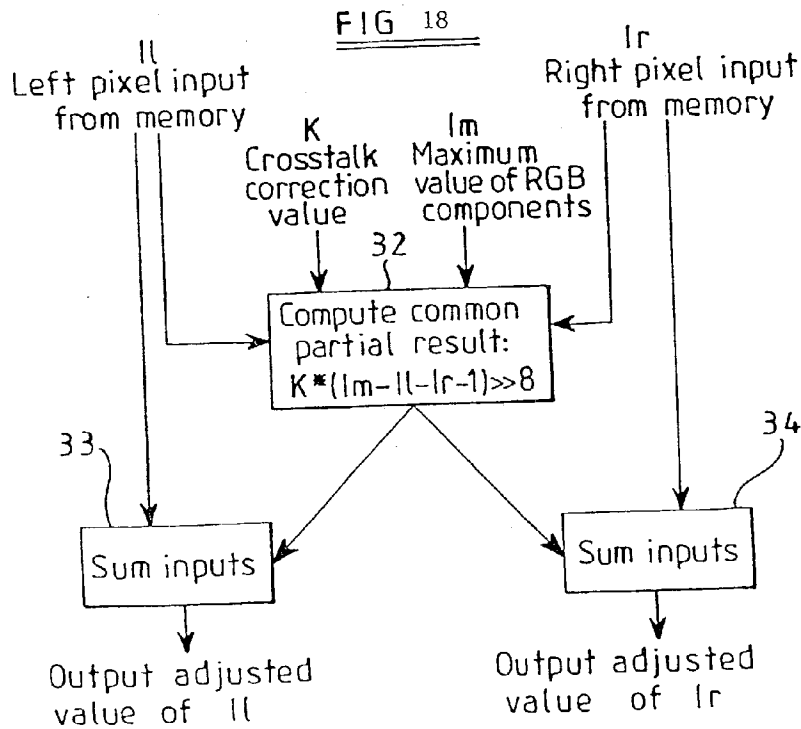 FIG 18
Il
Left pixel input
from memory
Ir
Right pixel input
from memory
K
Crosstalk
correction
value
Im
Maximum
value of RGB
components
32
Compute common
partial result:
K*(Im-Il-Ir-1)>>8
33
Sum inputs
34
Sum inputs
Output adjusted
value of Il
Output adjusted
value of Ir